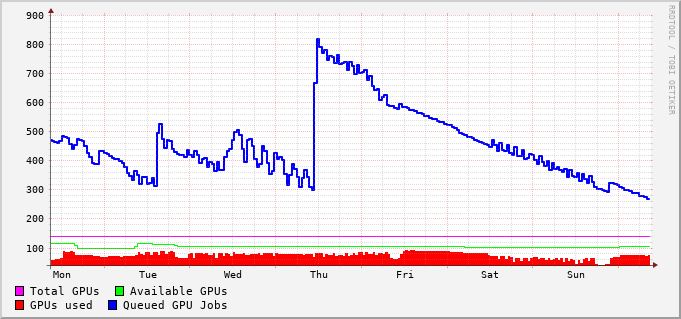 900
800
700
600
500
400
300
200
100
Mon Tue Wed Thu Fri Sat Sun
Total GPUs Available GPUs
GPUs used Queued GPU Jobs
RRDTOOL / TOBI OETIKER